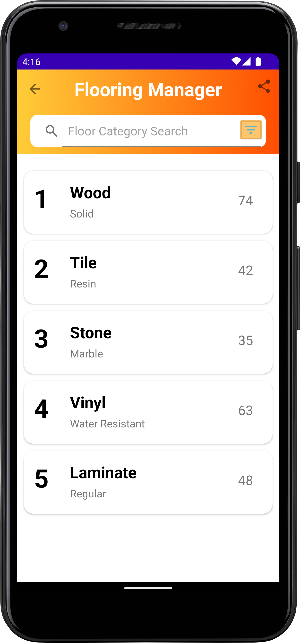 4:16
Flooring Manager
Floor Category Search
1 Wood 74
Solid
2 Tile 42
Resin
3 Stone 35
Marble
4 Vinyl 63
Water Resistant
5 Laminate 48
Regular